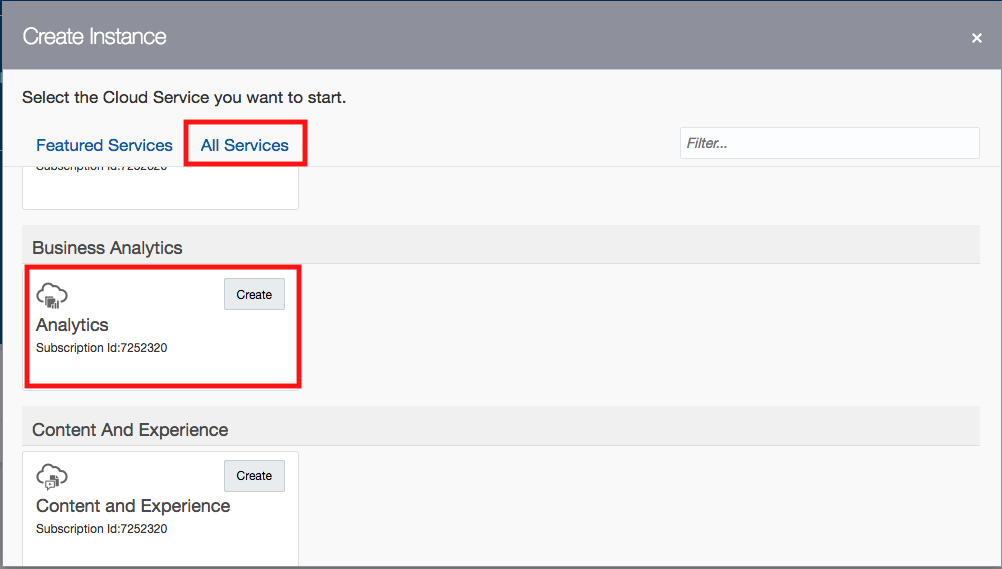 Create Instance
×
Select the Cloud Service you want to start.
Featured Services
All Services
Filter...
Subscription Id:7252320
Business Analytics
Create
Analytics
Subscription Id:7252320
Content And Experience
Create
Content and Experience
Subscription Id:7252320